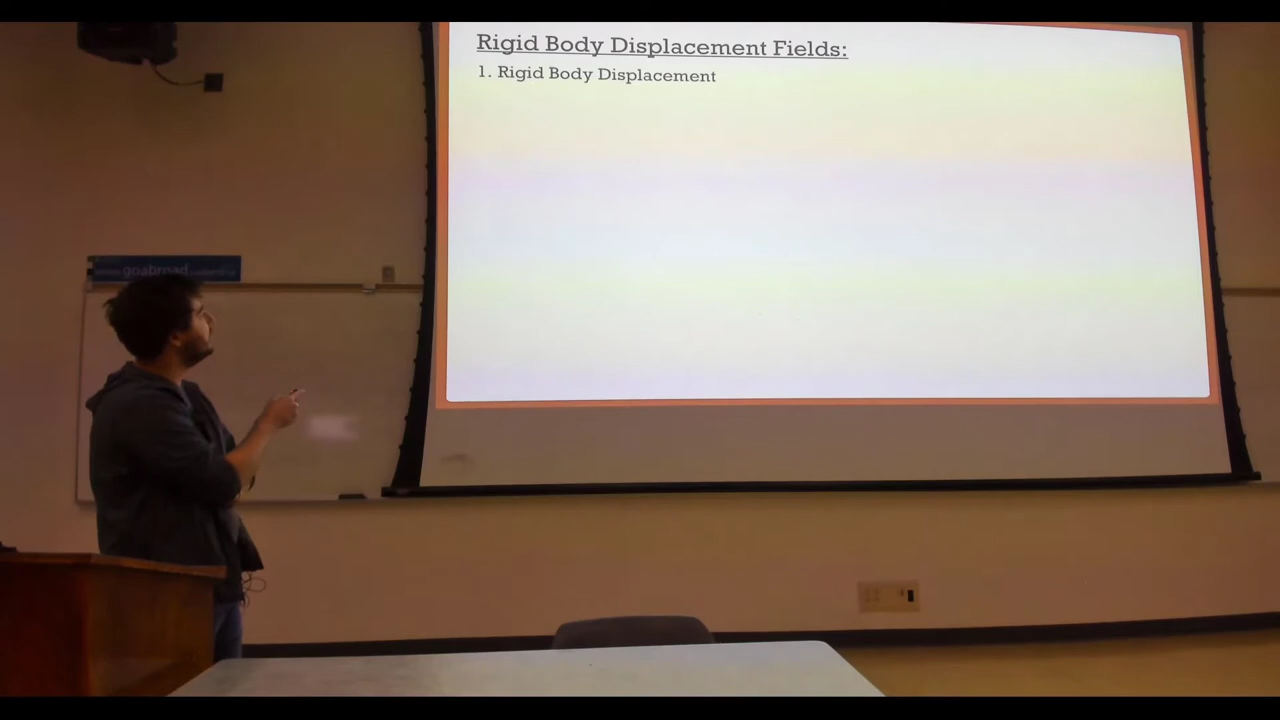 Rigid Body Displacement Fields:
1. Rigid Body Displacement
goabroad